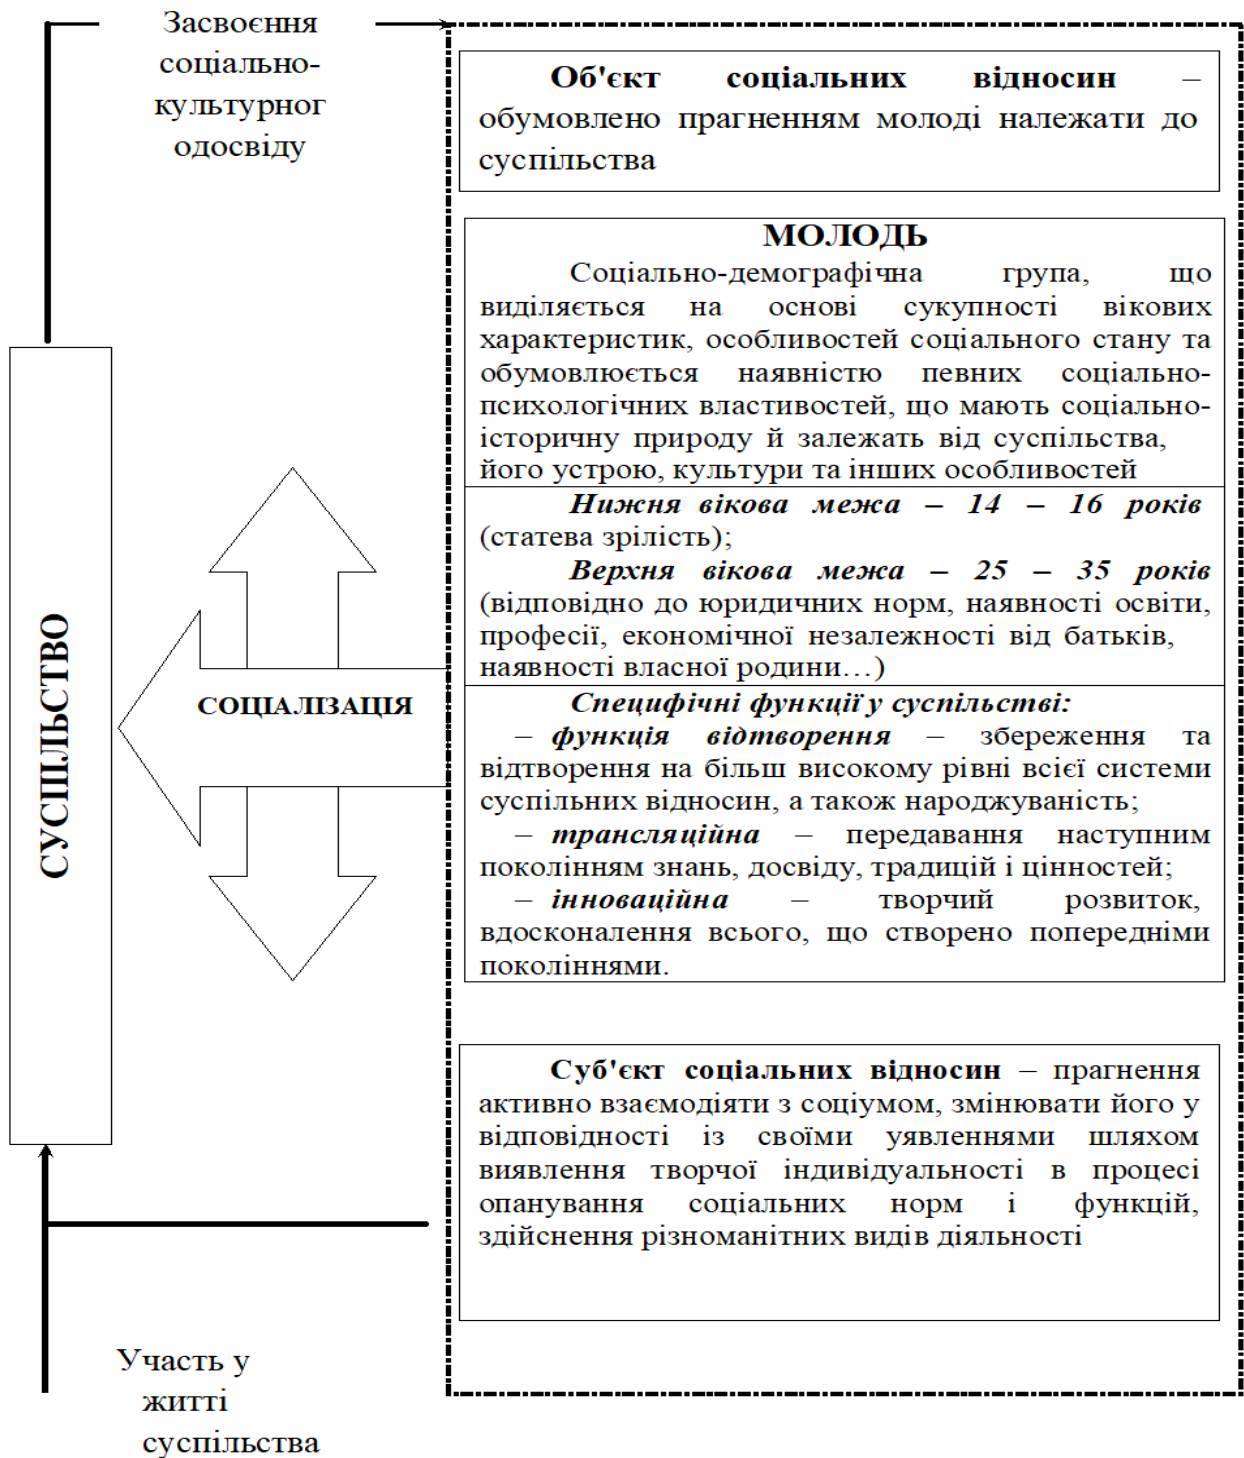 Засвоєння
соціально-
культурног
одосвіду
Об'єкт соціальних відносин –
обумовлено прагненням молоді належати до
суспільства
МОЛОДЬ
Соціально-демографічна група, що
виділяється на основі сукупності вікових
характеристик, особливостей соціального стану та
обумовлюється наявністю певних соціально-
психологічних властивостей, що мають соціально-
історичну природу й залежать від суспільства,
його устрою, культури та інших особливостей
Нижня вікова межа – 14 – 16 років
(статева зрілість);
Верхня вікова межа – 25 – 35 років
(відповідно до юридичних норм, наявності освіти,
професії, економічної незалежності від батьків,
наявності власної родини…)
Специфічні функції у суспільстві:
– функція відтворення – збереження та
відтворення на більш високому рівні всієї системи
суспільних відносин, а також народжуваність;
– трансляційна – передавання наступним
поколінням знань, досвіду, традицій і цінностей;
– інноваційна – творчий розвиток,
вдосконалення всього, що створено попередніми
поколіннями.
СУСПІЛЬСТВО
СОЦІАЛІЗАЦІЯ
Суб'єкт соціальних відносин – прагнення
активно взаємодіяти з соціумом, змінювати його у
відповідності із своїми уявленнями шляхом
виявлення творчої індивідуальності в процесі
опанування соціальних норм і функцій,
здійснення різноманітних видів діяльності
Участь у
житті
суспільства